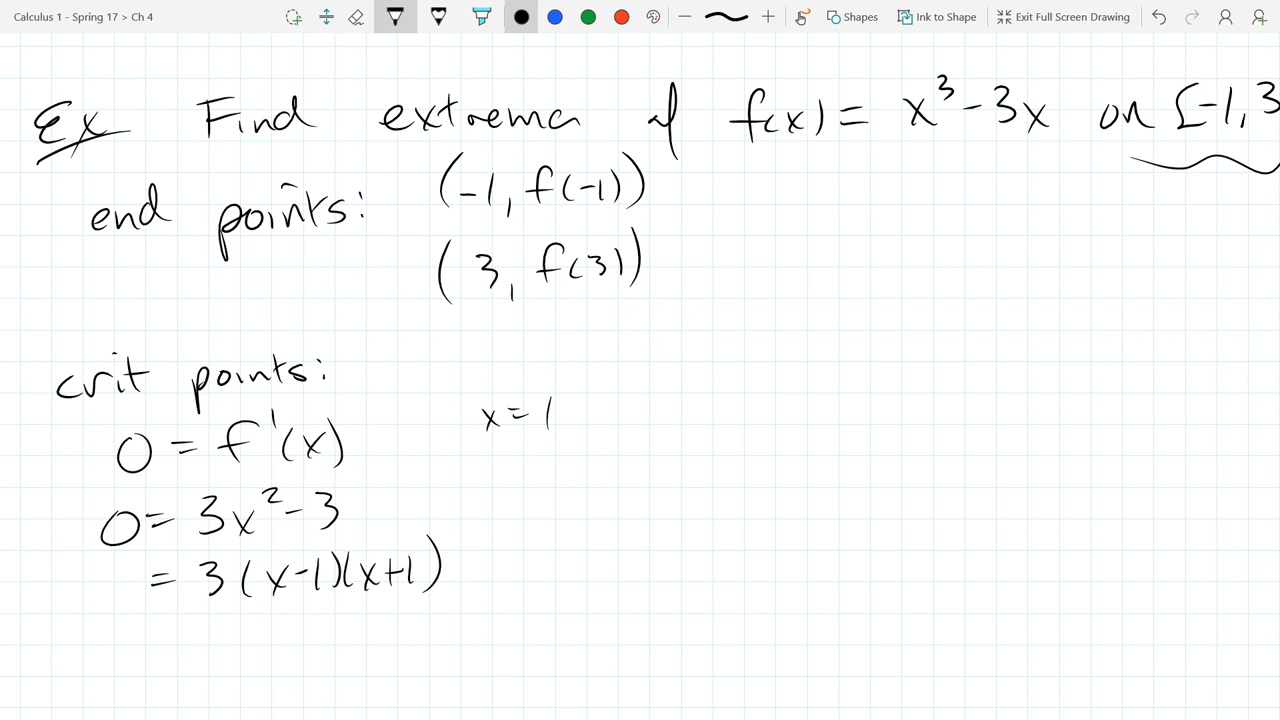 Calculus 1 - Spring 17 > Ch 4
Shapes
Ink to Shape
Exit Full Screen Drawing
Ex Find extrema of f(x) = x³ - 3x on [-1, 3
end points: (-1, f(-1))
(3, f(3))
crit points:
0 = f'(x) x = 1
0 = 3x² - 3
= 3(x-1)(x+1)